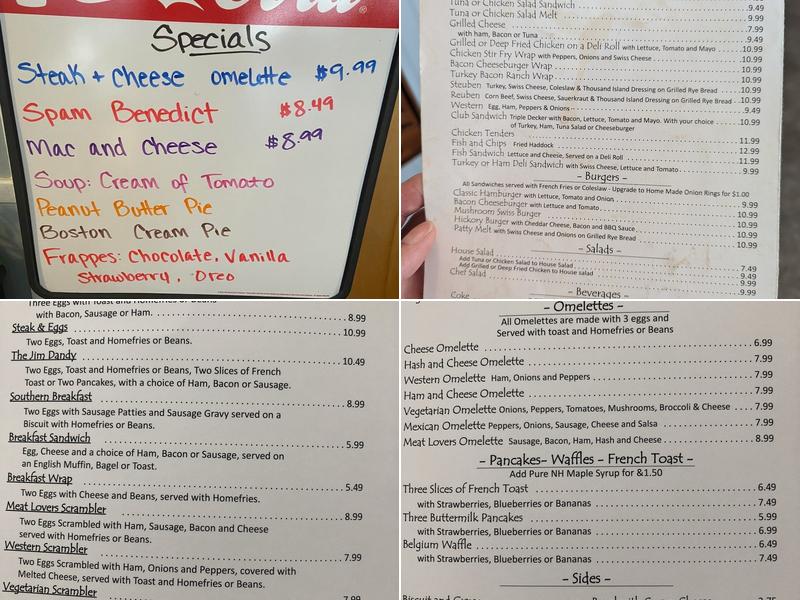 Specials
Steak + Cheese omelette $9.99
Spam Benedict $8.49
Mac and Cheese $8.99
Soup: Cream of Tomato
Peanut Butter Pie
Boston Cream Pie
Frappes: Chocolate, Vanilla
Strawberry, Oreo
Tuna or Chicken Salad Sandwich 9.49
Tuna or Chicken Salad Melt 9.99
Grilled Cheese 7.99
with ham, Bacon or Tuna 9.49
Grilled or Deep Fried Chicken on a Deli Roll with Lettuce, Tomato and Mayo 10.99
Chicken Stir Fry Wrap with Peppers, Onions and Swiss Cheese 10.99
Bacon Cheeseburger Wrap 10.99
Turkey Bacon Ranch Wrap 10.99
Steuben Turkey, Swiss Cheese, Coleslaw & Thousand Island Dressing on Grilled Rye Bread 10.99
Reuben Corn Beef, Swiss Cheese, Sauerkraut & Thousand Island Dressing on Grilled Rye Bread 10.99
Western Egg, Ham, Peppers & Onions 9.49
Club Sandwich Triple Decker with Bacon, Lettuce, Tomato and Mayo. With your choice 10.99
of Turkey, Ham, Tuna Salad or Cheeseburger
Chicken Tenders 11.99
Fish and Chips Fried Haddock 12.99
Fish Sandwich Lettuce and Cheese, Served on a Deli Roll 11.99
Turkey or Ham Deli Sandwich with Swiss Cheese, Lettuce and Tomato 9.99
- Burgers -
All Sandwiches served with French Fries or Coleslaw - Upgrade to Home Made Onion Rings for $1.00
Classic Hamburger with Lettuce, Tomato and Onion 9.99
Bacon Cheeseburger with Lettuce and Tomato 10.99
Mushroom Swiss Burger 10.99
Hickory Burger with Cheddar Cheese, Bacon and BBQ Sauce 10.99
Patty Melt with Swiss Cheese and Onions on Grilled Rye Bread 10.99
- Salads -
House Salad 7.49
Add Tuna or Chicken Salad to House Salad 9.49
Add Grilled or Deep Fried Chicken to House salad 9.99
Chef Salad 9.99
- Beverages -
Coke
Three Eggs with Toast and Homefries or Beans
with Bacon, Sausage or Ham. 8.99
Steak & Eggs 10.99
Two Eggs, Toast and Homefries or Beans.
The Jim Dandy 10.49
Two Eggs, Toast and Homefries or Beans, Two Slices of French
Toast or Two Pancakes, with a choice of Ham, Bacon or Sausage.
Southern Breakfast 8.99
Two Eggs with Sausage Patties and Sausage Gravy served on a
Biscuit with Homefries or Beans.
Breakfast Sandwich 5.99
Egg, Cheese and a choice of Ham, Bacon or Sausage, served on
an English Muffin, Bagel or Toast.
Breakfast Wrap 5.49
Two Eggs with Cheese and Beans, served with Homefries.
Meat Lovers Scrambler 8.99
Two Eggs Scrambled with Ham, Sausage, Bacon and Cheese
served with Homefries or Beans.
Western Scrambler 7.99
Two Eggs Scrambled with Ham, Onions and Peppers, covered with
Melted Cheese, served with Toast and Homefries or Beans.
Vegetarian Scrambler 7.99
- Omelettes -
All Omelettes are made with 3 eggs and
Served with toast and Homefries or Beans
Cheese Omelette 6.99
Hash and Cheese Omelette 7.99
Western Omelette Ham, Onions and Peppers 7.99
Ham and Cheese Omelette 7.99
Vegetarian Omelette Onions, Peppers, Tomatoes, Mushrooms, Broccoli & Cheese 7.99
Mexican Omelette Peppers, Onions, Sausage, Cheese and Salsa 7.99
Meat Lovers Omelette Sausage, Bacon, Ham, Hash and Cheese 8.99
- Pancakes- Waffles - French Toast -
Add Pure NH Maple Syrup for &1.50
Three Slices of French Toast 6.49
with Strawberries, Blueberries or Bananas 7.49
Three Buttermilk Pancakes 5.99
with Strawberries, Blueberries or Bananas 6.99
Belgium Waffle 6.49
with Strawberries, Blueberries or Bananas 7.49
- Sides -